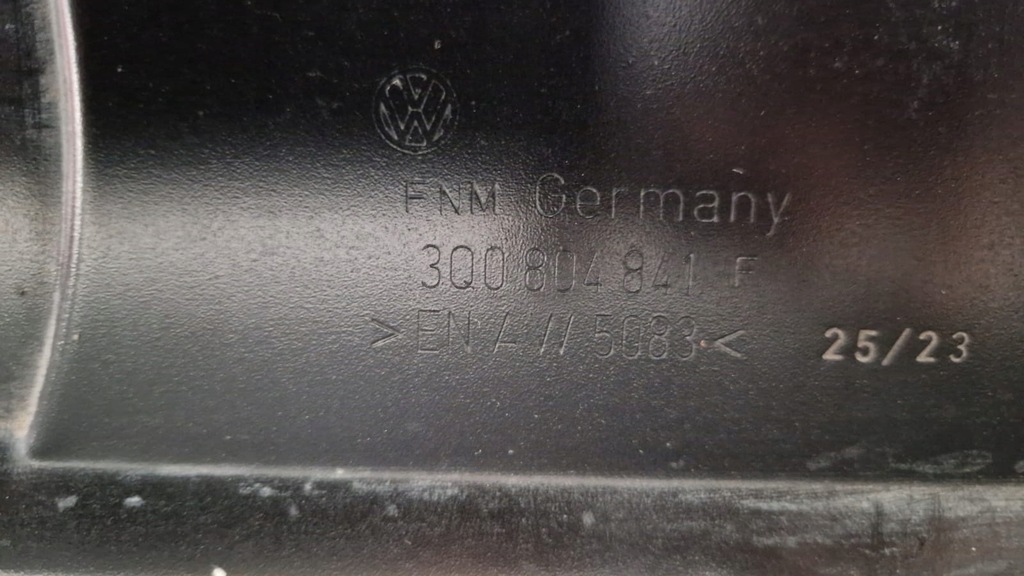 FNM Germany
3Q0 804 841 F
>EN AW 5083<
25/23